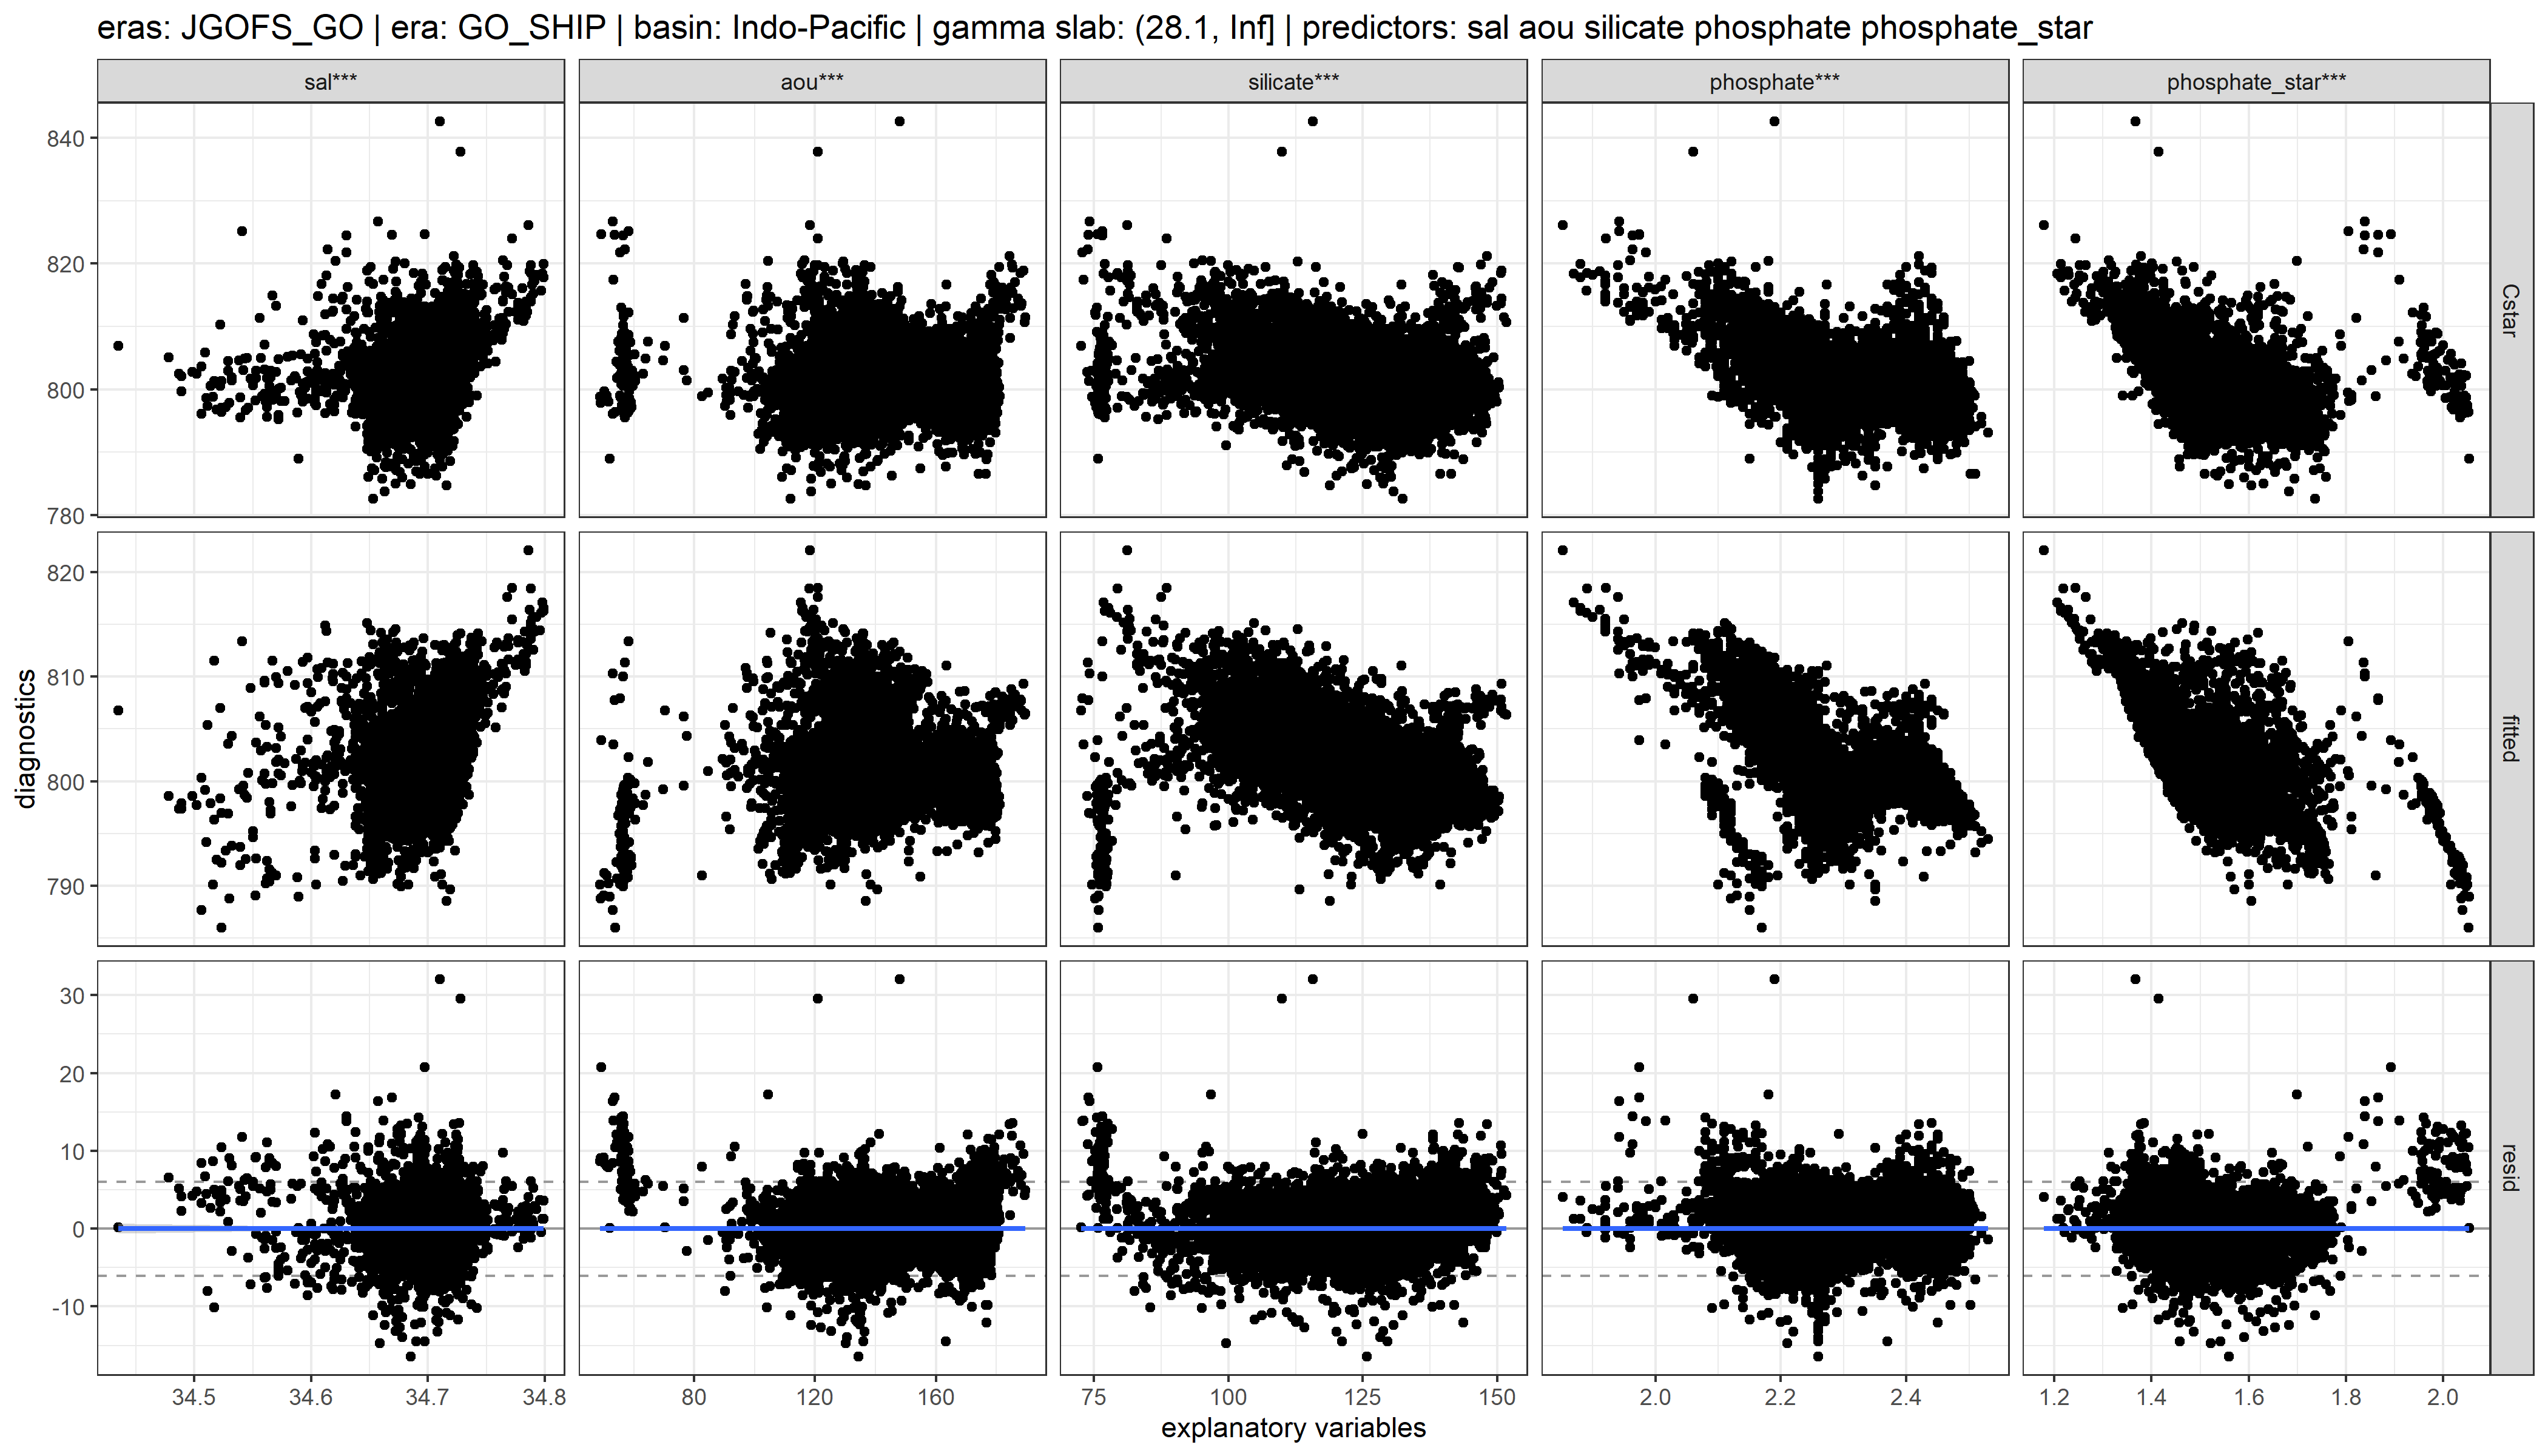 eras: JGOFS_GO | era: GO_SHIP | basin: Indo-Pacific | gamma slab: (28.1, Inf] | predictors: sal aou silicate phosphate phosphate_star
sal*** aou*** silicate*** phosphate*** phosphate_star***
840
820
800
780
Cstar
820
810
800
790
fitted
diagnostics
30
20
10
0
-10
resid
34.5 34.6 34.7 34.8 80 120 160 75 100 125 150 2.0 2.2 2.4 1.2 1.4 1.6 1.8 2.0
explanatory variables